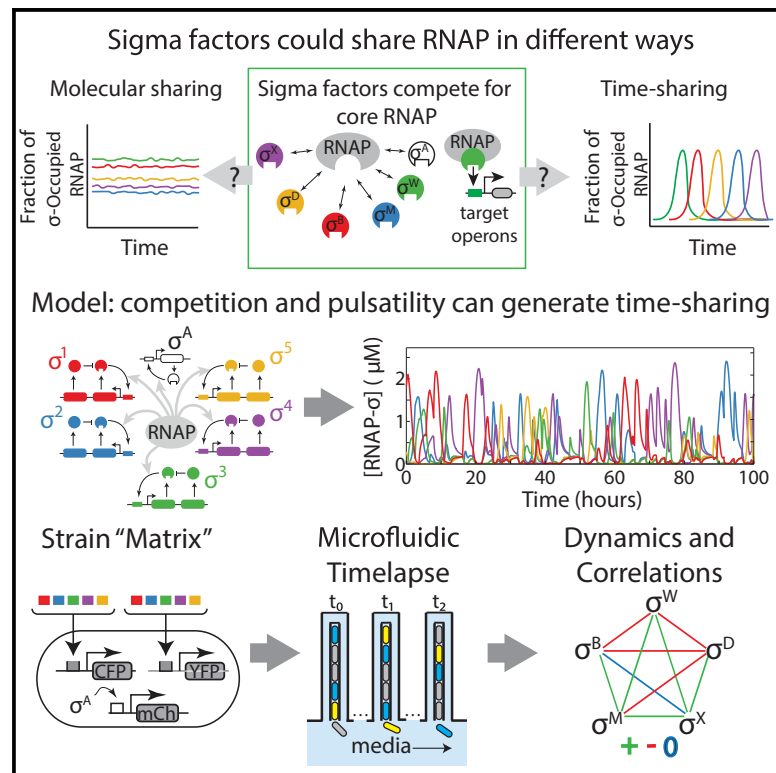 Sigma factors could share RNAP in different ways
Molecular sharing
Fraction of
σ-Occupied
RNAP
Time
?
Sigma factors compete for
core RNAP
RNAP
σX
σD
σB
σM
σW
σA
RNAP
target
operons
?
Time-sharing
Fraction of
σ-Occupied
RNAP
Time
Model: competition and pulsatility can generate time-sharing
σA
σ1
σ5
σ2
σ4
RNAP
σ3
[RNAP-σ] ( μM)
2
1
0
0 20 40 60 80 100
Time (hours)
Strain "Matrix"
CFP
YFP
σA
mCh
Microfluidic
Timelapse
t0 t1 t2
... ...
media
Dynamics and
Correlations
σW
σB
σD
σM
σX
+ - 0